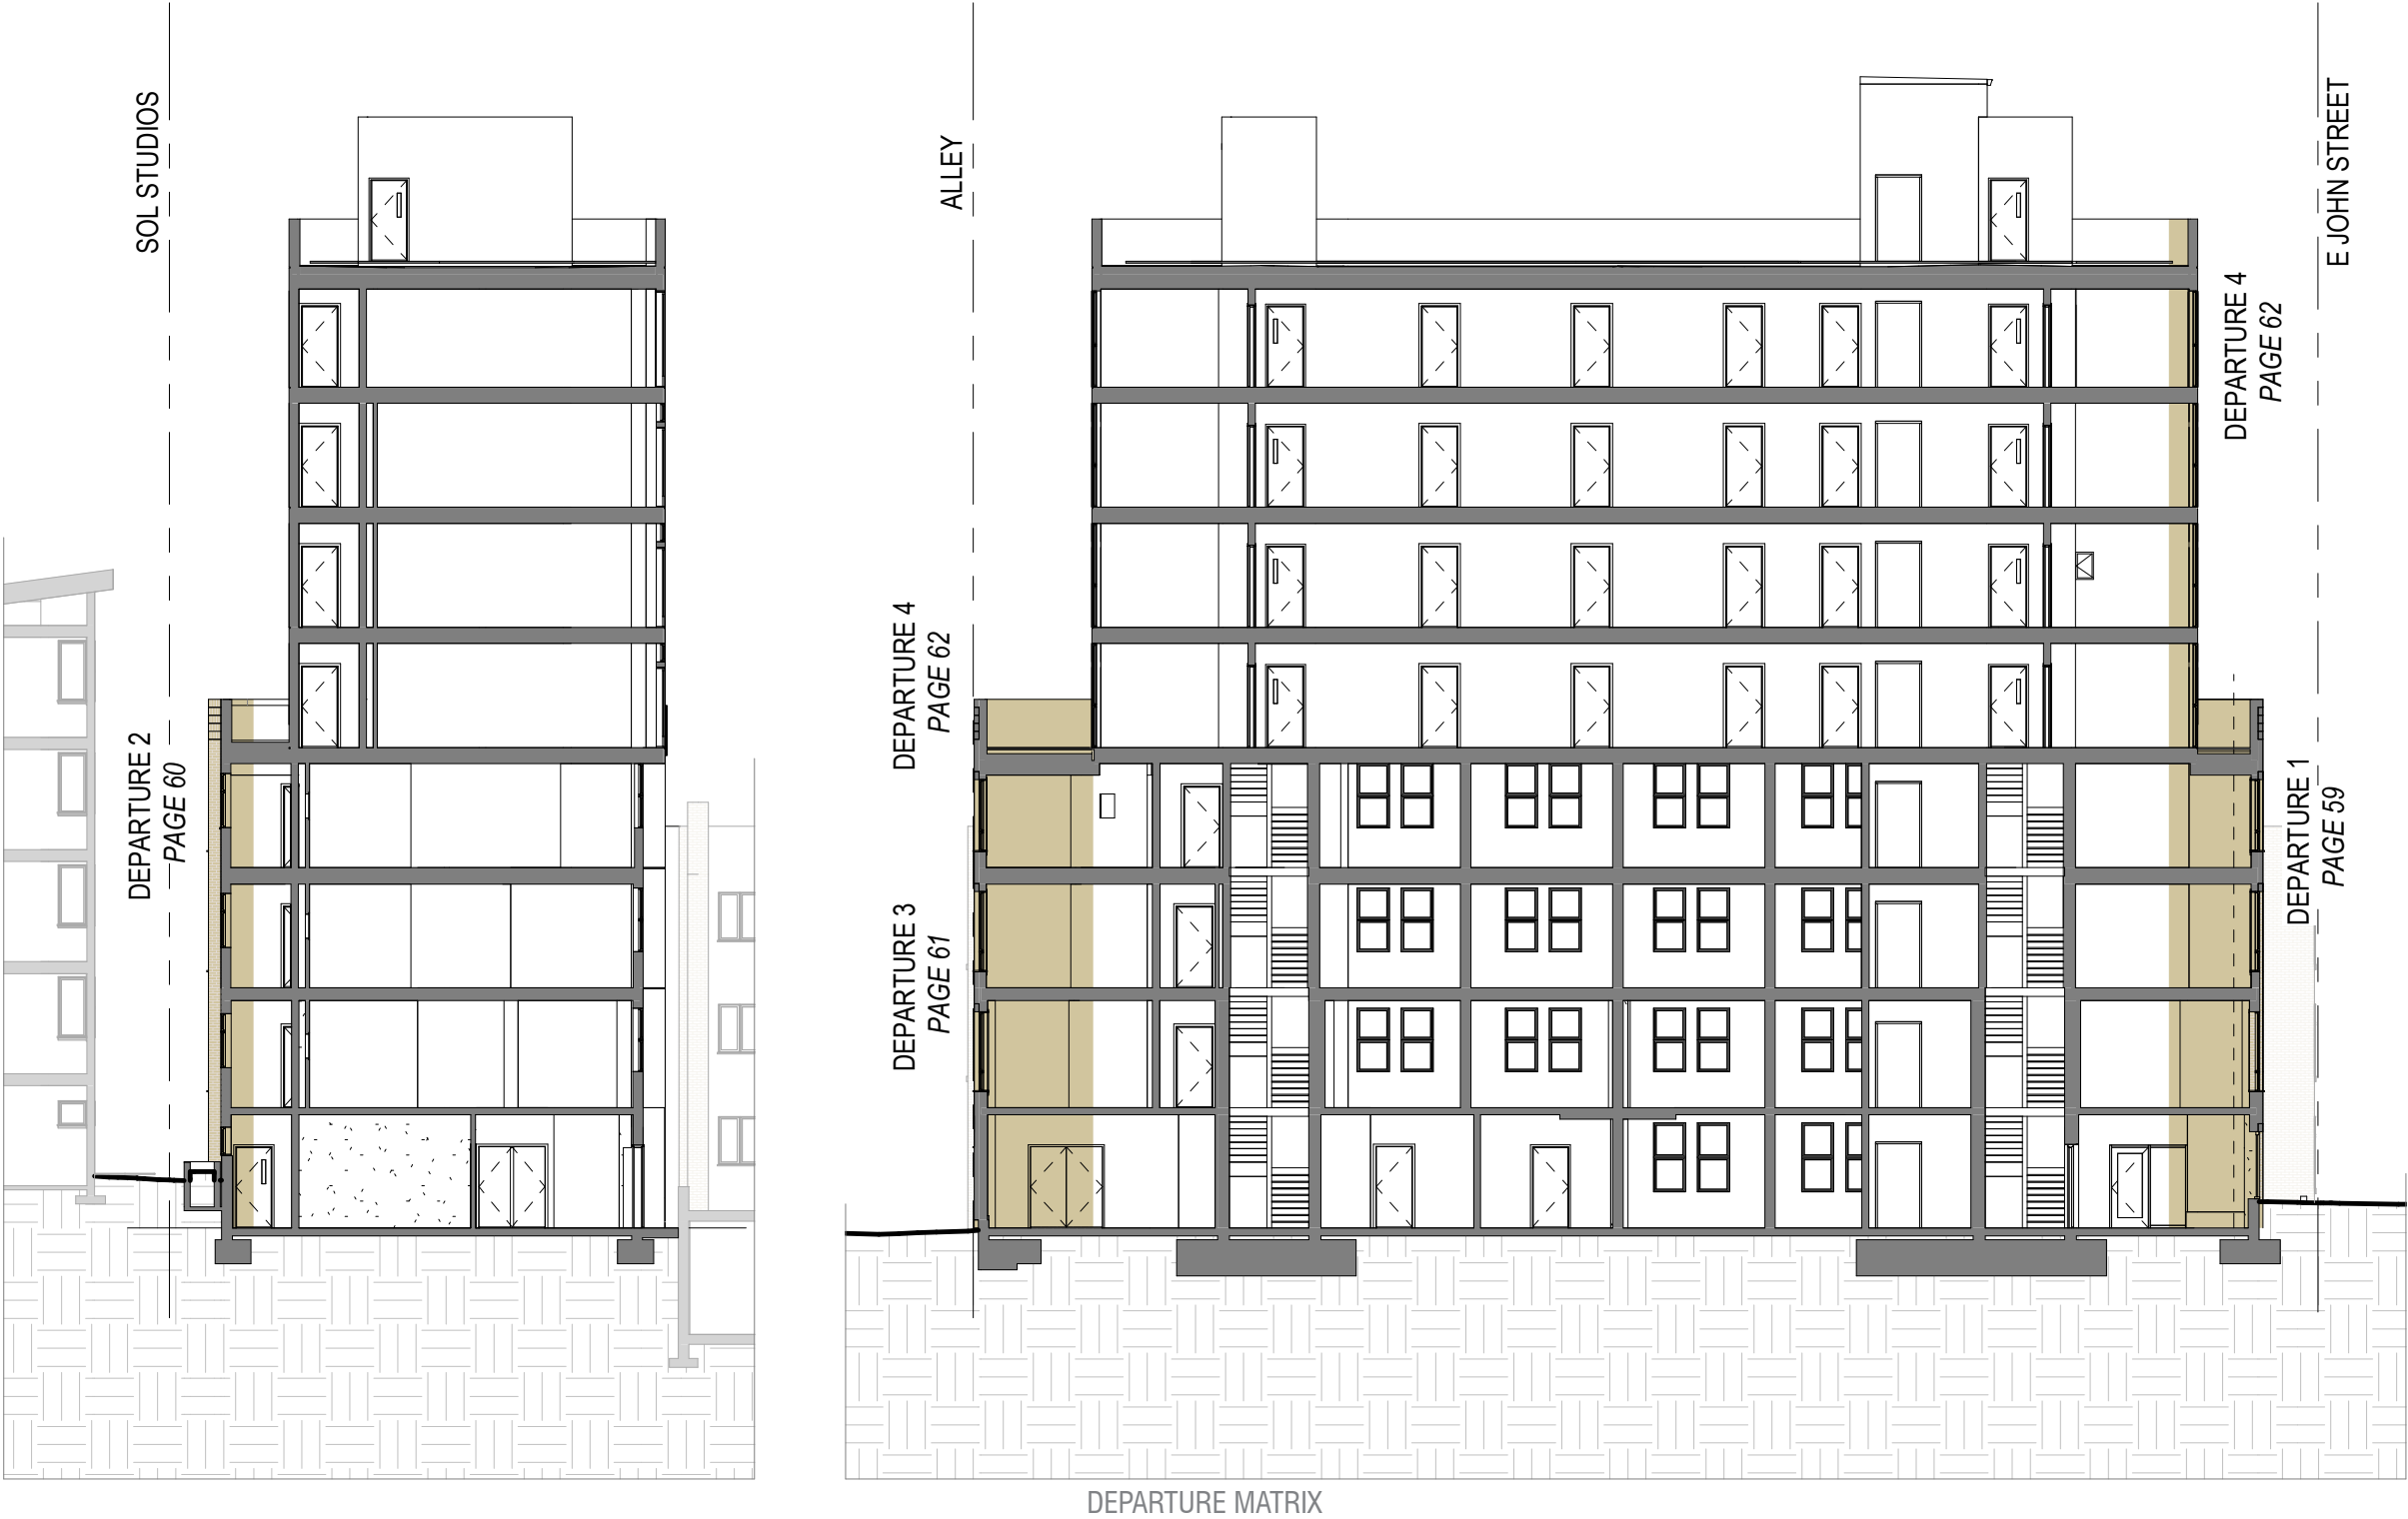 SOL STUDIOS
DEPARTURE 2
PAGE 60
ALLEY
DEPARTURE 4
PAGE 62
DEPARTURE 3
PAGE 61
E JOHN STREET
DEPARTURE 4
PAGE 62
DEPARTURE 1
PAGE 59
DEPARTURE MATRIX